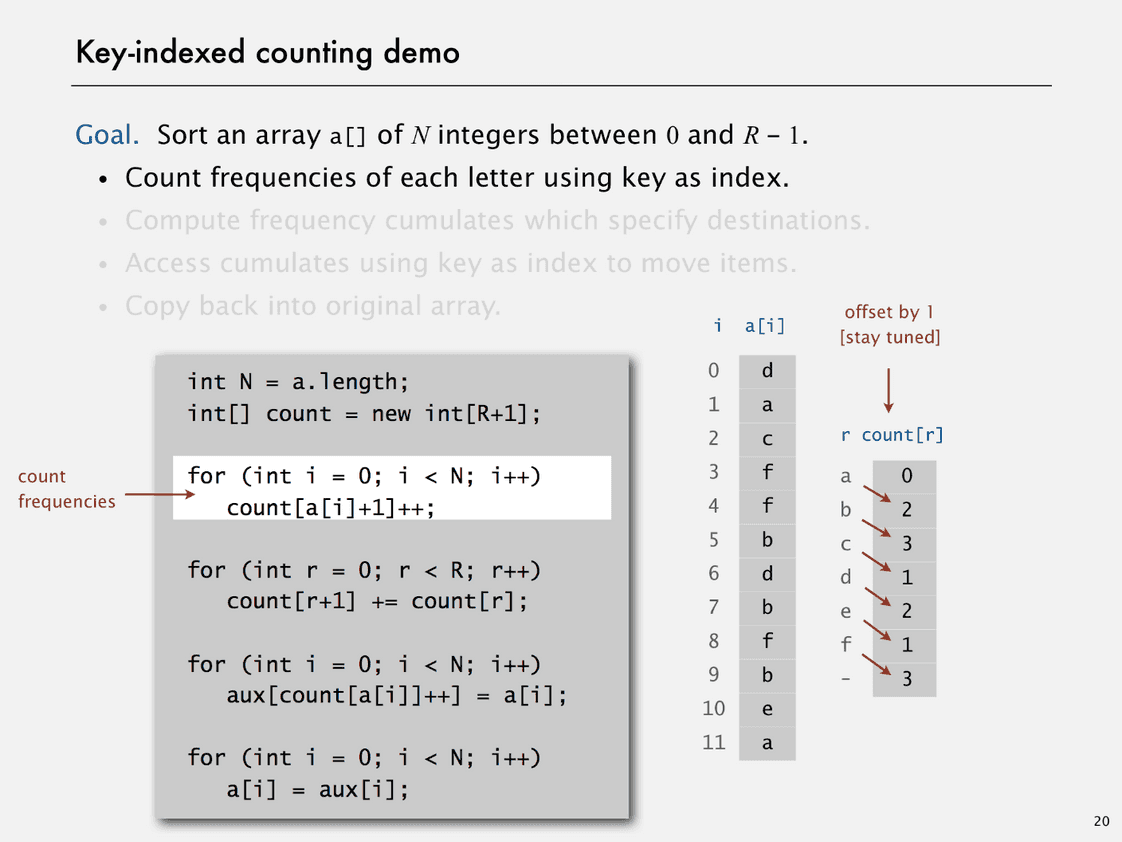 Key-indexed counting demo
Goal. Sort an array a[] of N integers between 0 and R – 1.
• Count frequencies of each letter using key as index.
• Compute frequency cumulates which specify destinations.
• Access cumulates using key as index to move items.
• Copy back into original array.
int N = a.length;
int[] count = new int[R+1];
for (int i = 0; i < N; i++)
count[a[i]+1]++;
for (int r = 0; r < R; r++)
count[r+1] += count[r];
for (int i = 0; i < N; i++)
aux[count[a[i]]++] = a[i];
for (int i = 0; i < N; i++)
a[i] = aux[i];
count
frequencies
i a[i]
0 d
1 a
2 c
3 f
4 f
5 b
6 d
7 b
8 f
9 b
10 e
11 a
offset by 1
[stay tuned]
r count[r]
a 0
b 2
c 3
d 1
e 2
f 1
- 3
20